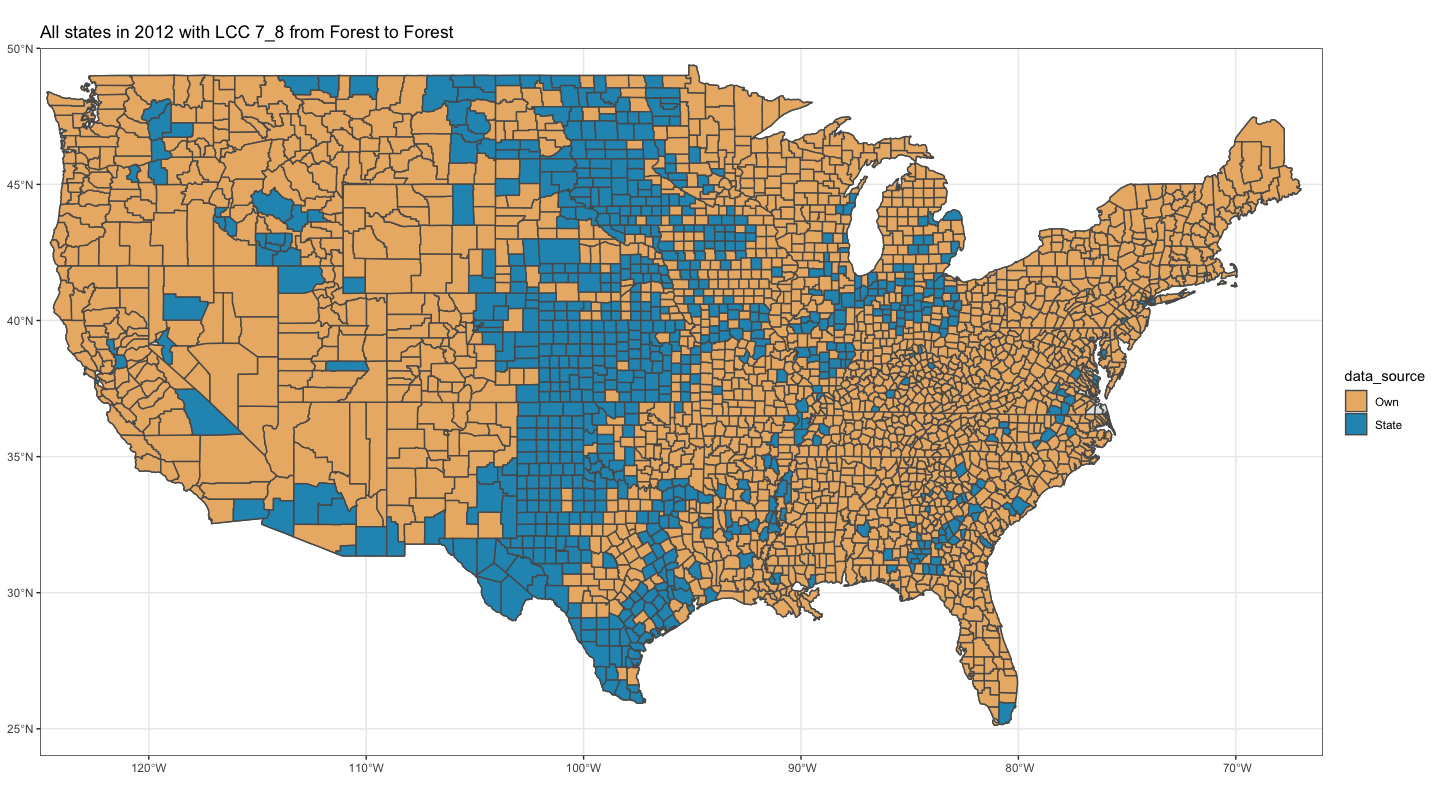 All states in 2012 with LCC 7_8 from Forest to Forest
50°N
45°N
40°N
35°N
30°N
25°N
120°W
110°W
100°W
90°W
80°W
70°W
data_source
Own
State